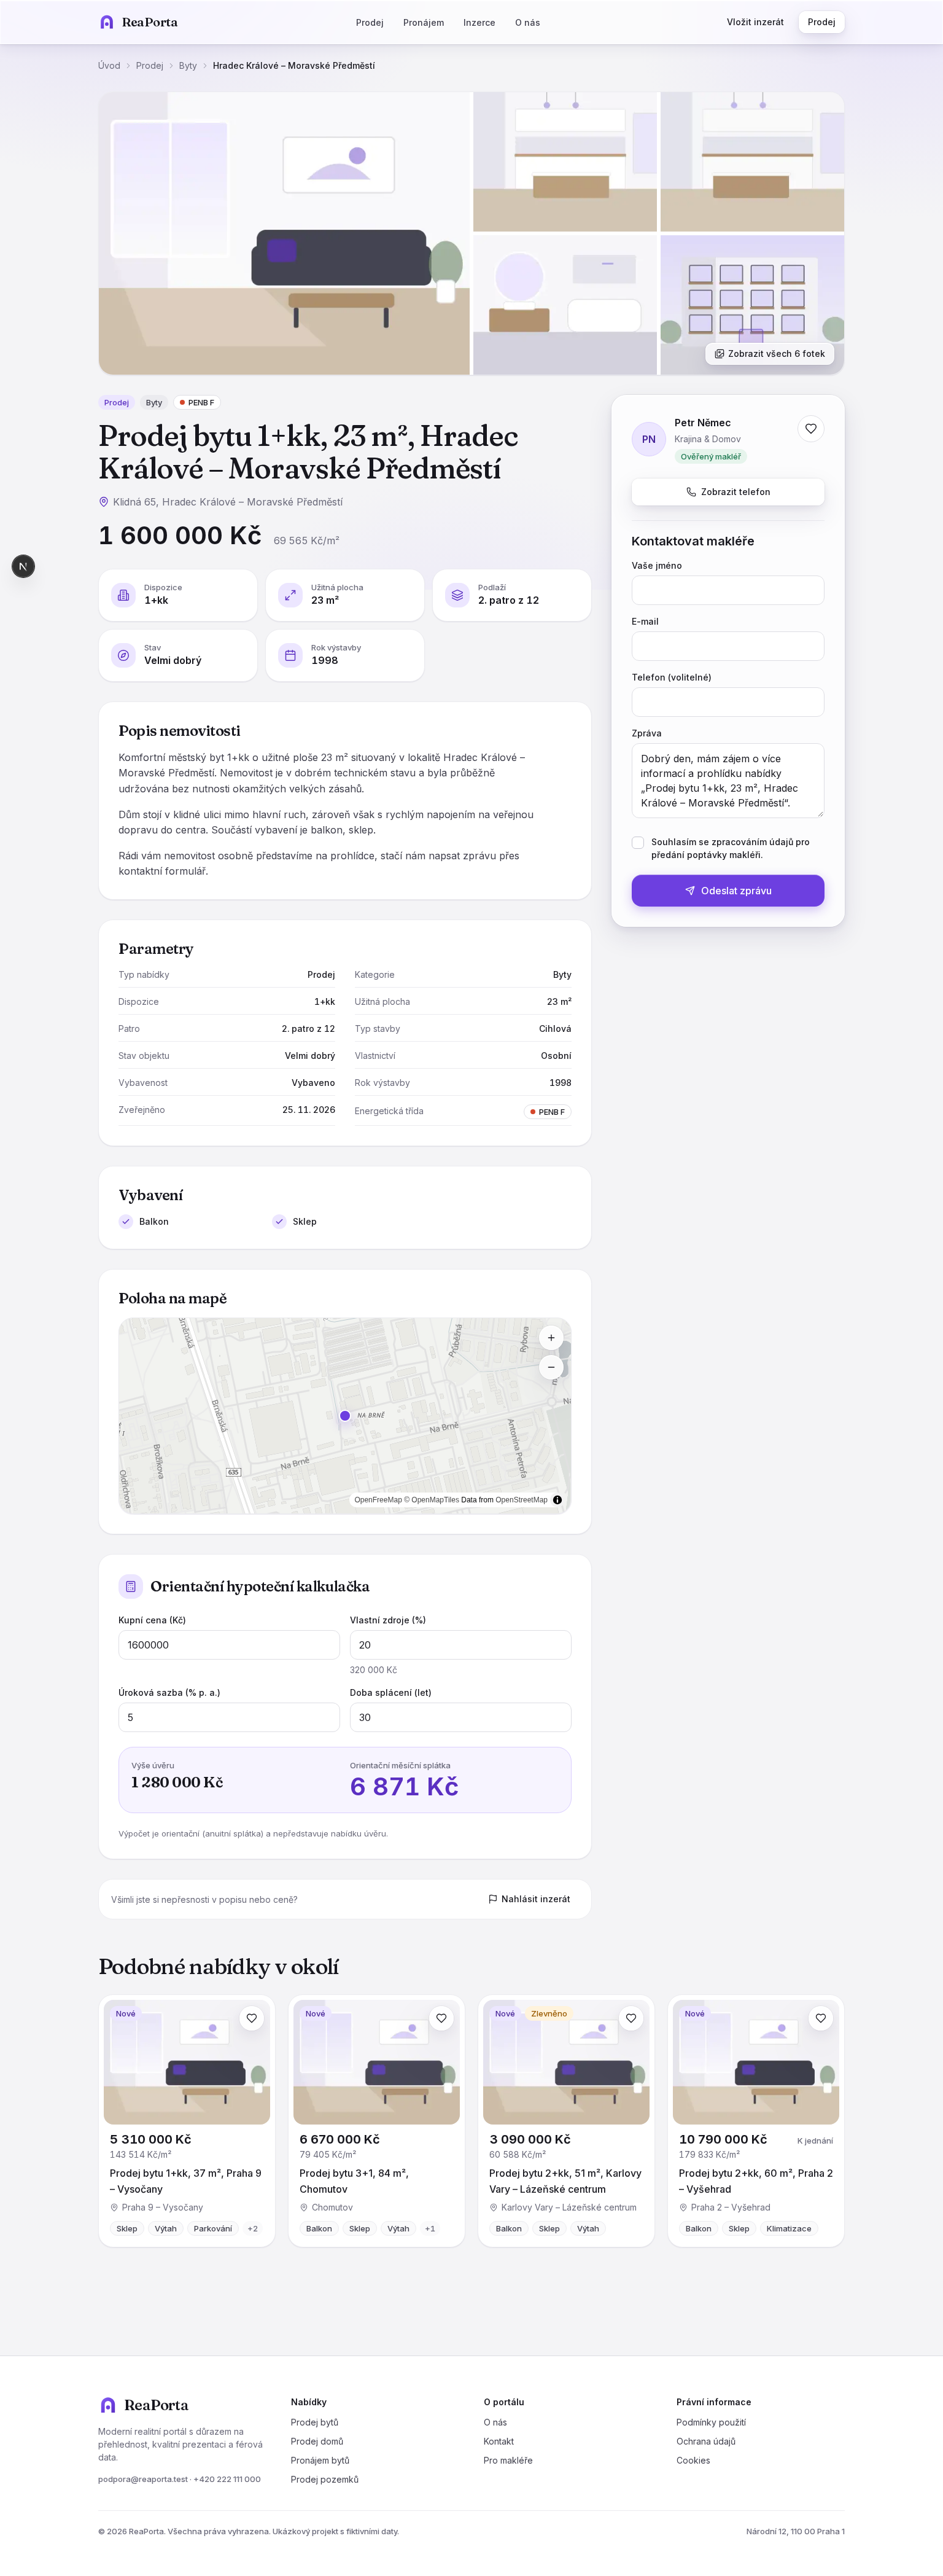 ReaPorta
Prodej
Pronájem
Inzerce
O nás
Vložit inzerát
Prodej
Úvod
Prodej
Byty
Hradec Králové – Moravské Předměstí
Zobrazit všech 6 fotek
Prodej
Byty
PENB F
Prodej bytu 1+kk, 23 m², Hradec
Králové – Moravské Předměstí
Klidná 65, Hradec Králové – Moravské Předměstí
1 600 000 Kč
69 565 Kč/m²
N
Dispozice
1+kk
Užitná plocha
23 m²
Podlaží
2. patro z 12
Stav
Velmi dobrý
Rok výstavby
1998
PN
Petr Němec
Krajina & Domov
Ověřený makléř
Zobrazit telefon
Kontaktovat makléře
Vaše jméno
E-mail
Telefon (volitelné)
Zpráva
Dobrý den, mám zájem o více
informací a prohlídku nabídky
„Prodej bytu 1+kk, 23 m², Hradec
Králové – Moravské Předměstí“.
Souhlasím se zpracováním údajů pro
předání poptávky makléři.
Odeslat zprávu
Popis nemovitosti
Komfortní městský byt 1+kk o užitné ploše 23 m² situovaný v lokalitě Hradec Králové –
Moravské Předměstí. Nemovitost je v dobrém technickém stavu a byla průběžně
udržována bez nutnosti okamžitých velkých zásahů.
Dům stojí v klidné ulici mimo hlavní ruch, zároveň však s rychlým napojením na veřejnou
dopravu do centra. Součástí vybavení je balkon, sklep.
Rádi vám nemovitost osobně představíme na prohlídce, stačí nám napsat zprávu přes
kontaktní formulář.
Parametry
Typ nabídky
Prodej
Kategorie
Byty
Dispozice
1+kk
Užitná plocha
23 m²
Patro
2. patro z 12
Typ stavby
Cihlová
Stav objektu
Velmi dobrý
Vlastnictví
Osobní
Vybavenost
Vybaveno
Rok výstavby
1998
Zveřejněno
25. 11. 2026
Energetická třída
PENB F
Vybavení
Balkon
Sklep
Poloha na mapě
Brněnská
Průběžná
Rybova
NA BRNĚ
Na Brně
Na Brně
Antonína Petrofa
Brožíkova
Oldřichova
635
OpenFreeMap © OpenMapTiles Data from OpenStreetMap
Orientační hypoteční kalkulačka
Kupní cena (Kč)
1600000
Vlastní zdroje (%)
20
320 000 Kč
Úroková sazba (% p. a.)
5
Doba splácení (let)
30
Výše úvěru
1 280 000 Kč
Orientační měsíční splátka
6 871 Kč
Výpočet je orientační (anuitní splátka) a nepředstavuje nabídku úvěru.
Všimli jste si nepřesnosti v popisu nebo ceně?
Nahlásit inzerát
Podobné nabídky v okolí
Nové
5 310 000 Kč
143 514 Kč/m²
Prodej bytu 1+kk, 37 m², Praha 9
– Vysočany
Praha 9 – Vysočany
Sklep
Výtah
Parkování
+2
Nové
6 670 000 Kč
79 405 Kč/m²
Prodej bytu 3+1, 84 m²,
Chomutov
Chomutov
Balkon
Sklep
Výtah
+1
Nové
Zlevněno
3 090 000 Kč
60 588 Kč/m²
Prodej bytu 2+kk, 51 m², Karlovy
Vary – Lázeňské centrum
Karlovy Vary – Lázeňské centrum
Balkon
Sklep
Výtah
Nové
10 790 000 Kč
K jednání
179 833 Kč/m²
Prodej bytu 2+kk, 60 m², Praha 2
– Vyšehrad
Praha 2 – Vyšehrad
Balkon
Sklep
Klimatizace
ReaPorta
Moderní realitní portál s důrazem na
přehlednost, kvalitní prezentaci a férová
data.
podpora@reaporta.test · +420 222 111 000
Nabídky
Prodej bytů
Prodej domů
Pronájem bytů
Prodej pozemků
O portálu
O nás
Kontakt
Pro makléře
Právní informace
Podmínky použití
Ochrana údajů
Cookies
© 2026 ReaPorta. Všechna práva vyhrazena. Ukázkový projekt s fiktivními daty.
Národní 12, 110 00 Praha 1